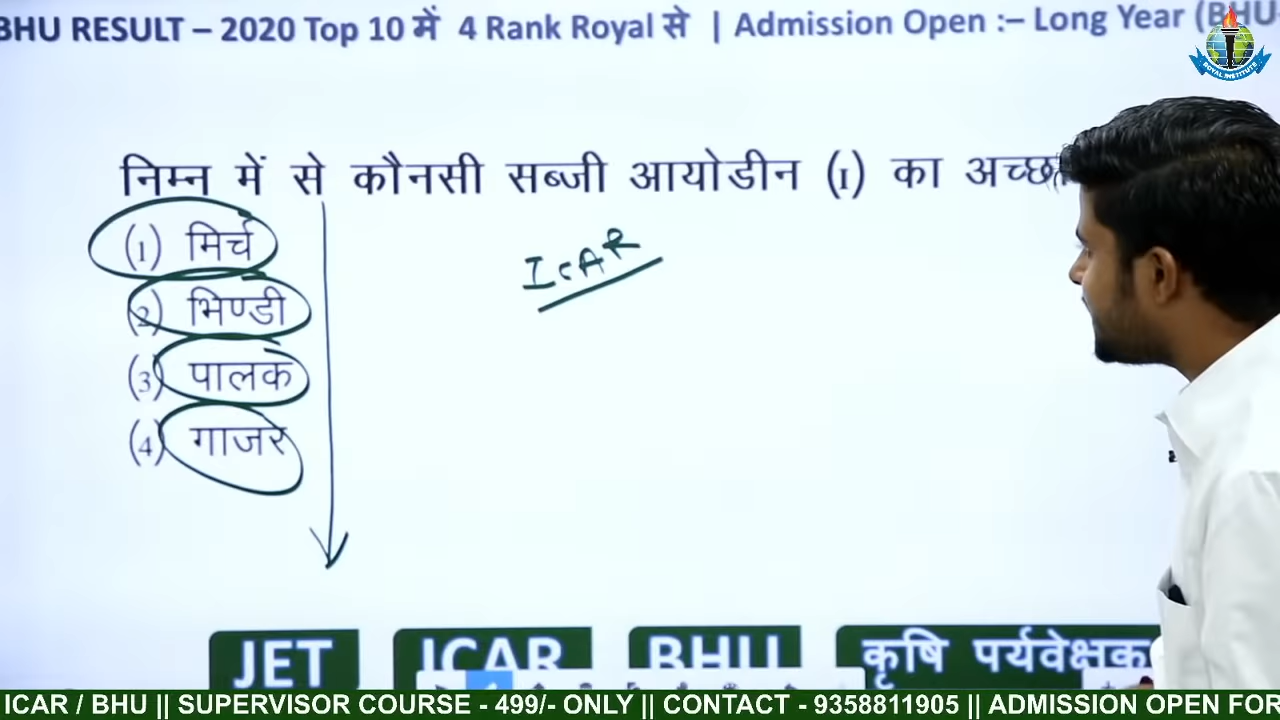 BHU RESULT – 2020 Top 10 में 4 Rank Royal से | Admission Open :– Long Year (BHU-
ROYAL INSTITUTE
निम्न में से कौनसी सब्जी आयोडीन (I) का अच्छा
(1) मिर्च
ICAR
(2) भिण्डी
(3) पालक
(4) गाजर
JET ICAR BHU कृषि पर्यवेक्षक
ICAR / BHU || SUPERVISOR COURSE - 499/- ONLY || CONTACT - 9358811905 || ADMISSION OPEN FOR